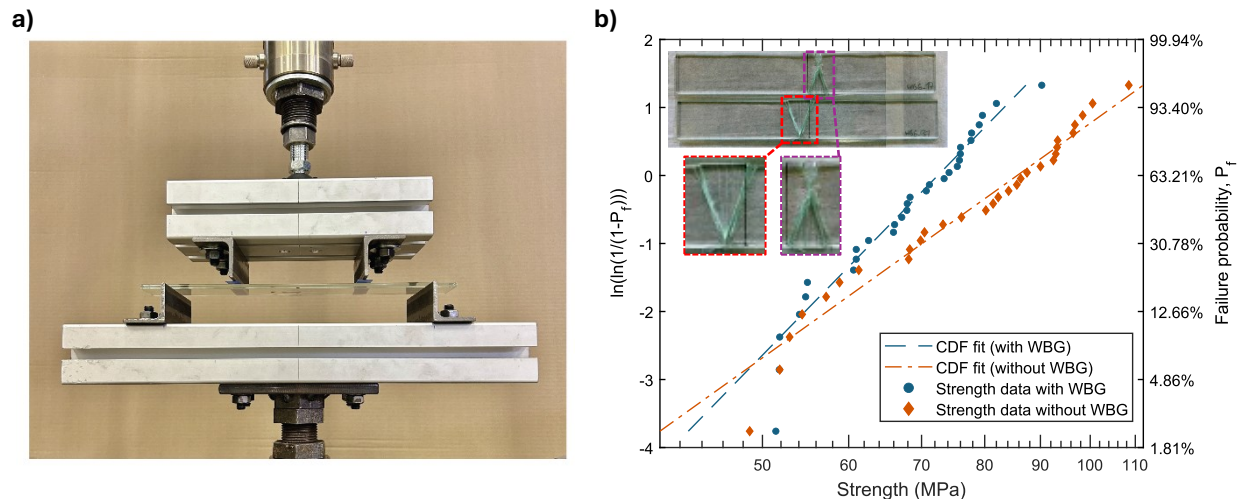 a)
b)
2
1
0
-1
-2
-3
-4
ln(ln(1/(1-P_f)))
99.94%
93.40%
63.21%
30.78%
12.66%
4.86%
1.81%
Failure probability, P_f
CDF fit (with WBG)
CDF fit (without WBG)
Strength data with WBG
Strength data without WBG
50
60
70
80
90
100
110
Strength (MPa)